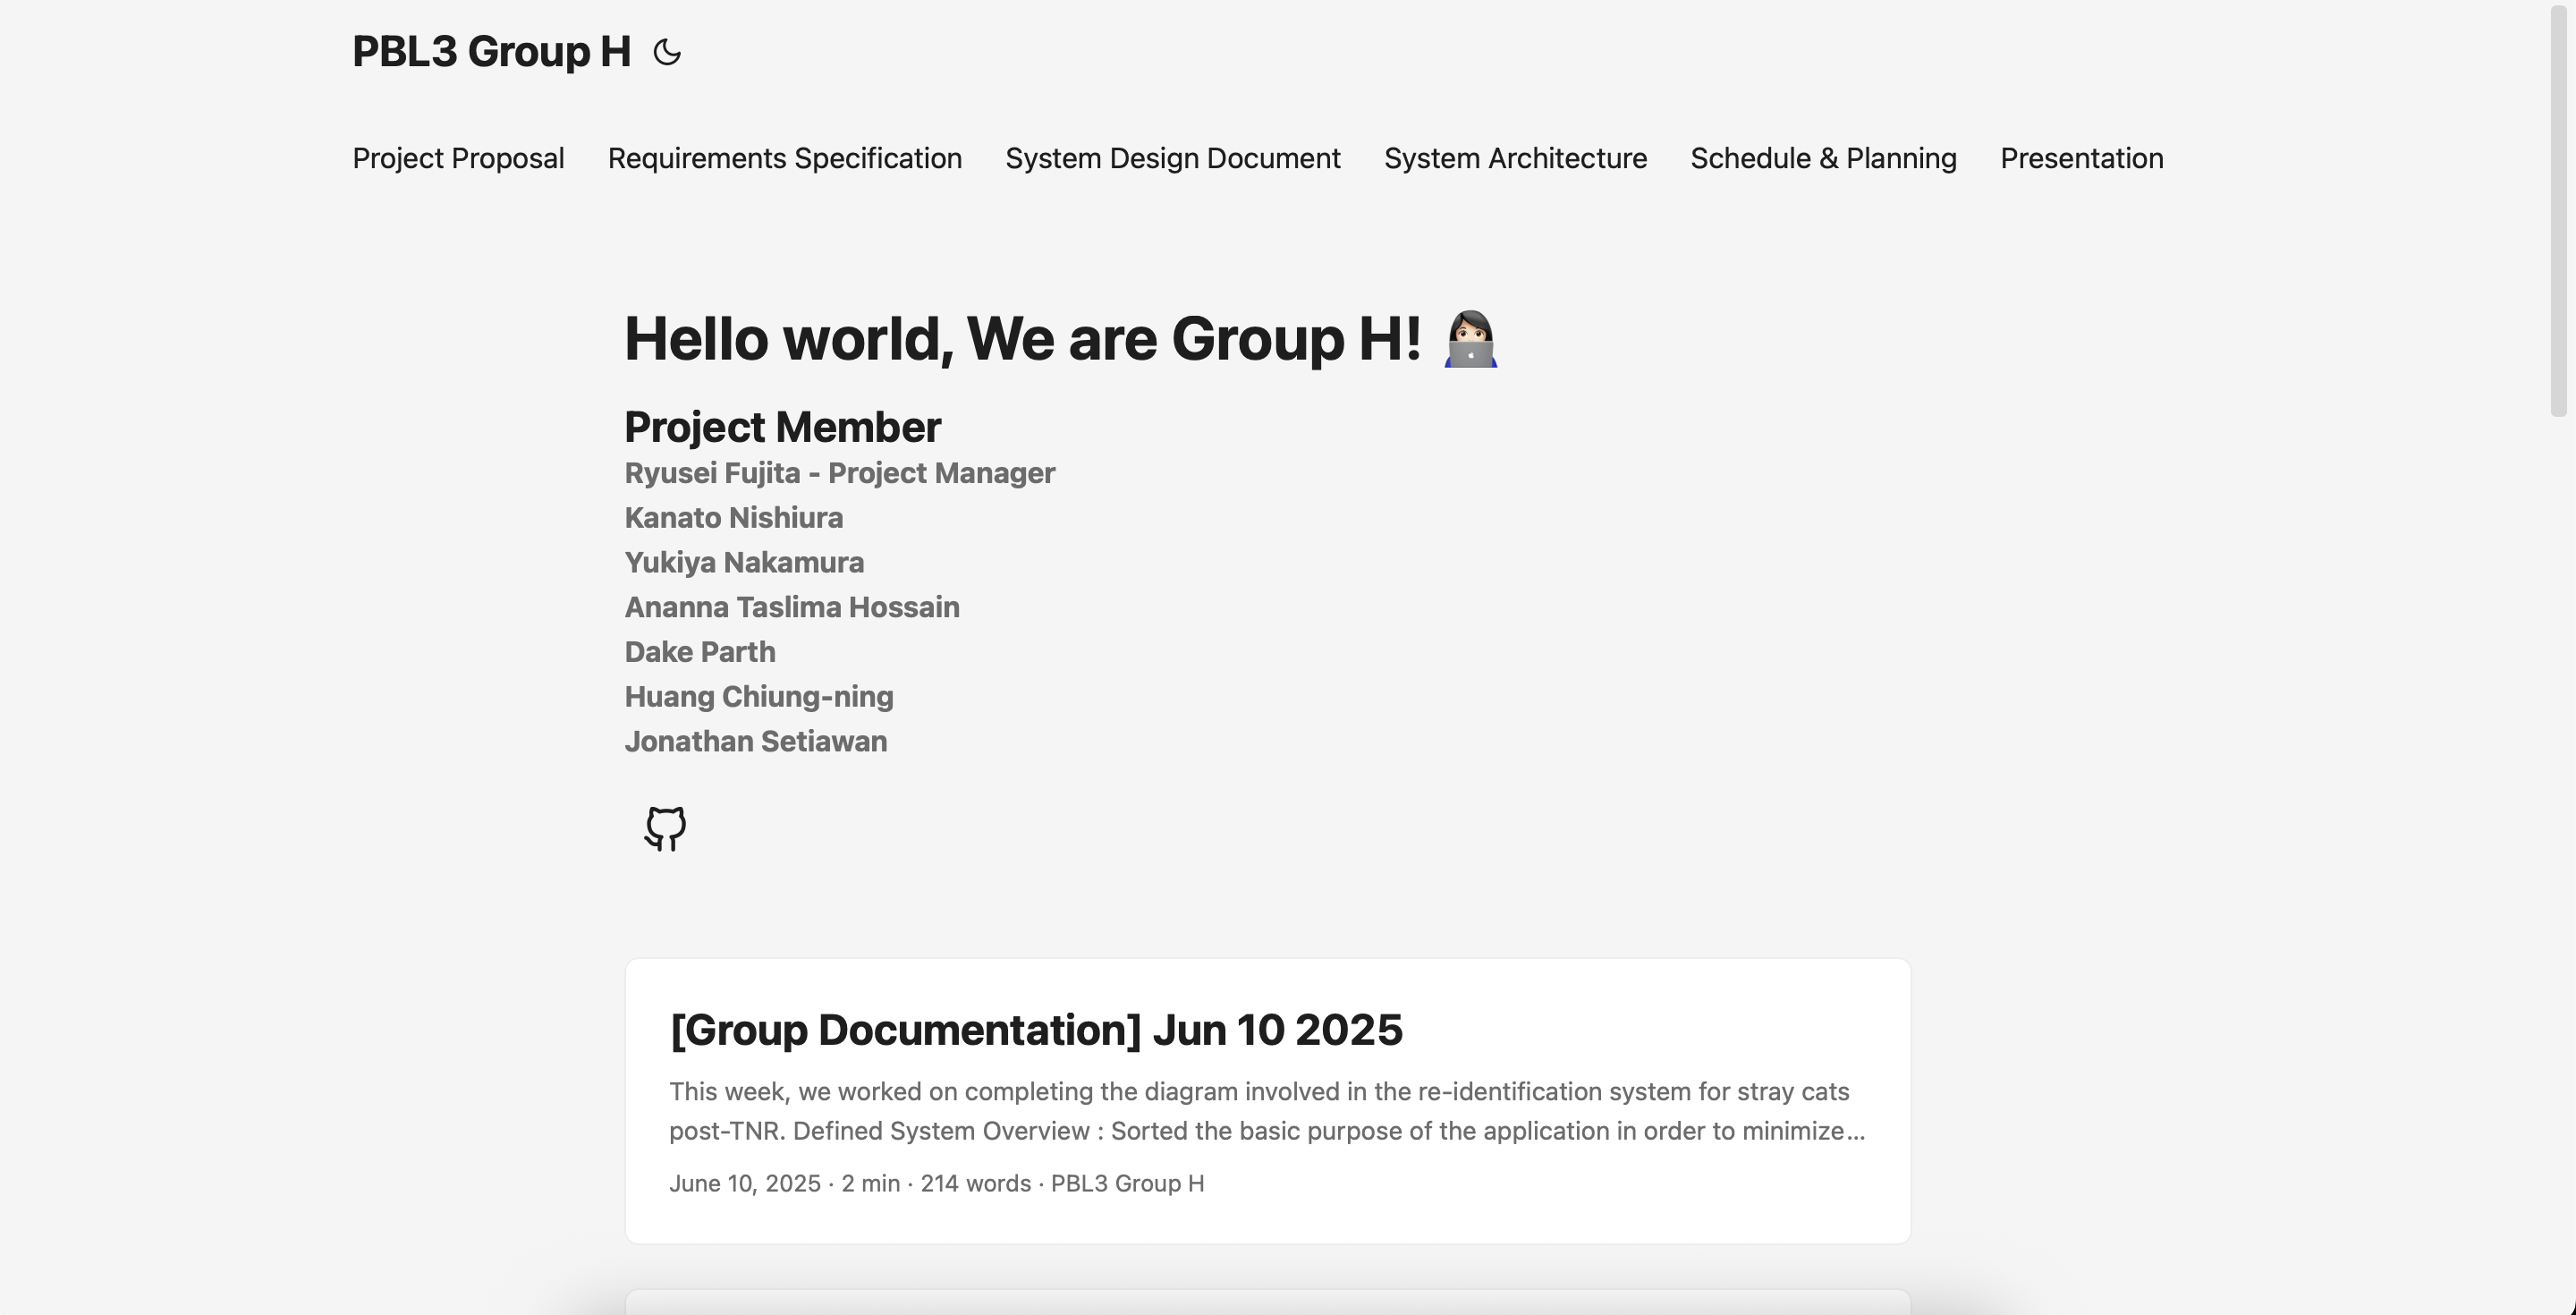 PBL3 Group H
Project Proposal Requirements Specification System Design Document System Architecture Schedule & Planning Presentation
Hello world, We are Group H! 👩🏻‍💻
Project Member
Ryusei Fujita - Project Manager
Kanato Nishiura
Yukiya Nakamura
Ananna Taslima Hossain
Dake Parth
Huang Chiung-ning
Jonathan Setiawan
[Group Documentation] Jun 10 2025
This week, we worked on completing the diagram involved in the re-identification system for stray cats
post-TNR. Defined System Overview : Sorted the basic purpose of the application in order to minimize...
June 10, 2025 · 2 min · 214 words · PBL3 Group H